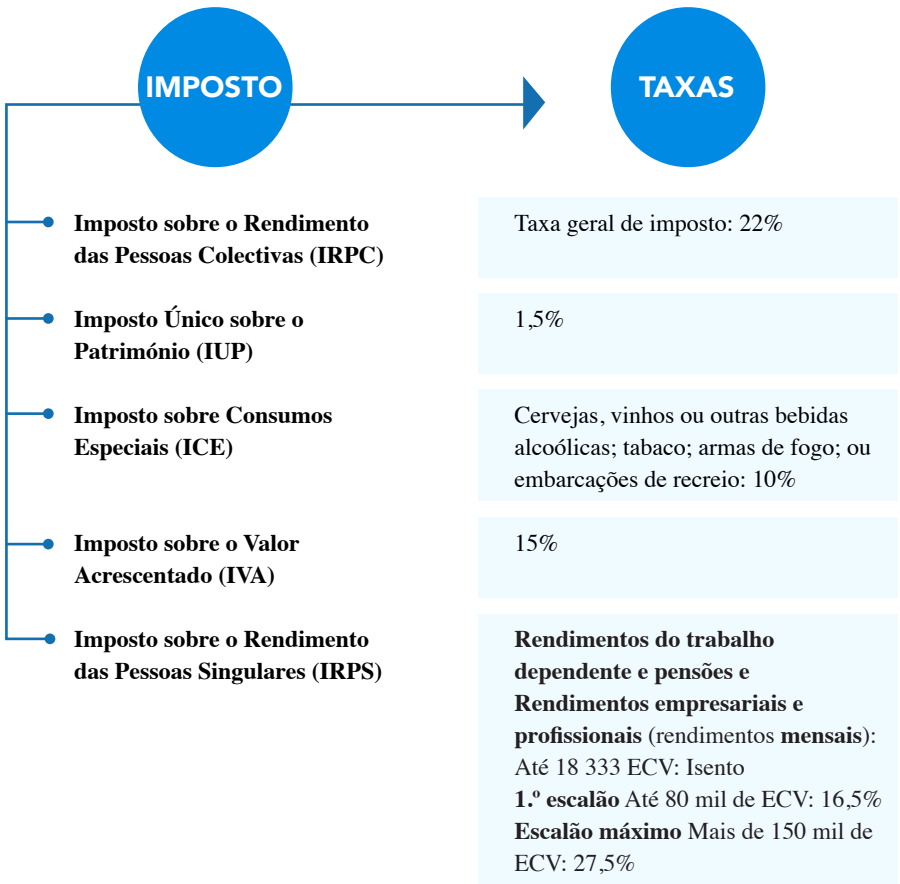 IMPOSTO
TAXAS
Imposto sobre o Rendimento
das Pessoas Colectivas (IRPC)
Taxa geral de imposto: 22%
Imposto Único sobre o
Património (IUP)
1,5%
Imposto sobre Consumos
Especiais (ICE)
Cervejas, vinhos ou outras bebidas
alcoólicas; tabaco; armas de fogo; ou
embarcações de recreio: 10%
Imposto sobre o Valor
Acrescentado (IVA)
15%
Imposto sobre o Rendimento
das Pessoas Singulares (IRPS)
Rendimentos do trabalho
dependente e pensões e
Rendimentos empresariais e
profissionais (rendimentos mensais):
Até 18 333 ECV: Isento
1.º escalão Até 80 mil de ECV: 16,5%
Escalão máximo Mais de 150 mil de
ECV: 27,5%